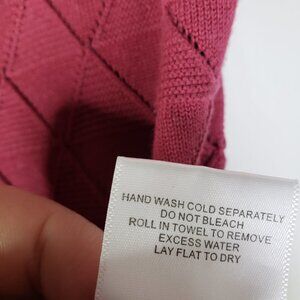 HAND WASH COLD SEPARATELY
DO NOT BLEACH
ROLL IN TOWEL TO REMOVE
EXCESS WATER
LAY FLAT TO DRY